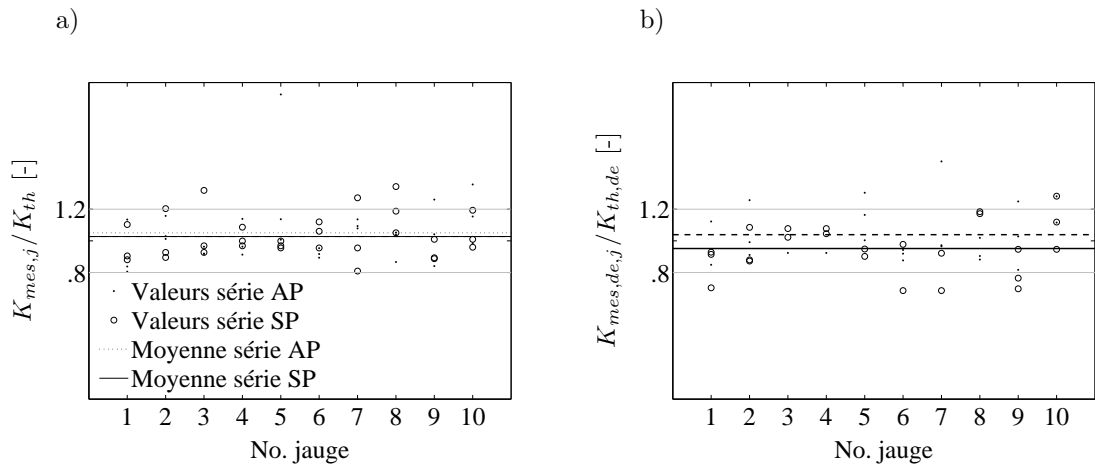 a)
K_{mes,j}/K_{th} [-]
1.2
.8
Valeurs série AP
Valeurs série SP
Moyenne série AP
Moyenne série SP
1 2 3 4 5 6 7 8 9 10
No. jauge
b)
K_{mes,de,j}/K_{th,de} [-]
1.2
.8
1 2 3 4 5 6 7 8 9 10
No. jauge